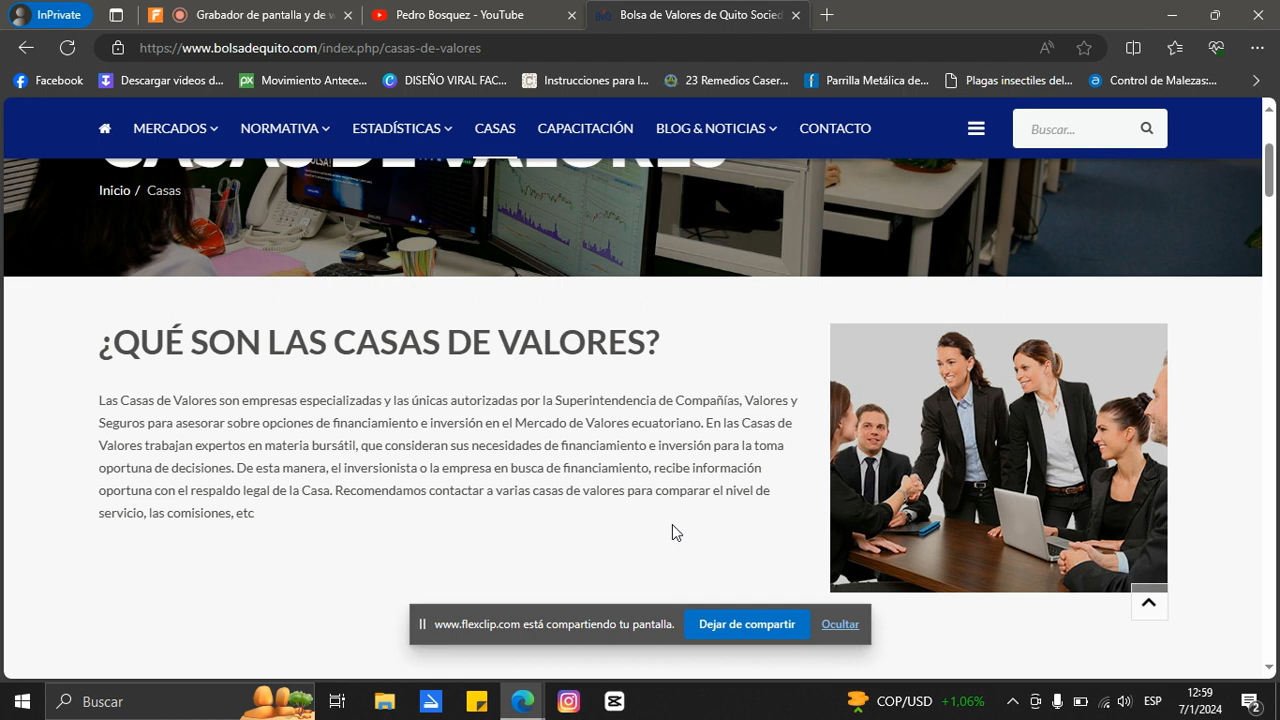 InPrivate
Grabador de pantalla y de w
Pedro Bosquez - YouTube
Bolsa de Valores de Quito Socied
https://www.bolsadequito.com/index.php/casas-de-valores
Facebook
Descargar videos d...
Movimiento Antece...
DISEÑO VIRAL FAC...
Instrucciones para l...
23 Remedios Caser...
Parrilla Metálica de...
Plagas insectiles del...
Control de Malezas:...
MERCADOS
NORMATIVA
ESTADÍSTICAS
CASAS
CAPACITACIÓN
BLOG & NOTICIAS
CONTACTO
Buscar...
CASAS DE VALORES
Inicio / Casas
¿QUÉ SON LAS CASAS DE VALORES?
Las Casas de Valores son empresas especializadas y las únicas autorizadas por la Superintendencia de Compañías, Valores y
Seguros para asesorar sobre opciones de financiamiento e inversión en el Mercado de Valores ecuatoriano. En las Casas de
Valores trabajan expertos en materia bursátil, que consideran sus necesidades de financiamiento e inversión para la toma
oportuna de decisiones. De esta manera, el inversionista o la empresa en busca de financiamiento, recibe información
oportuna con el respaldo legal de la Casa. Recomendamos contactar a varias casas de valores para comparar el nivel de
servicio, las comisiones, etc
www.flexclip.com está compartiendo tu pantalla.
Dejar de compartir
Ocultar
Buscar
COP/USD +1,06%
ESP
12:59
7/1/2024
2